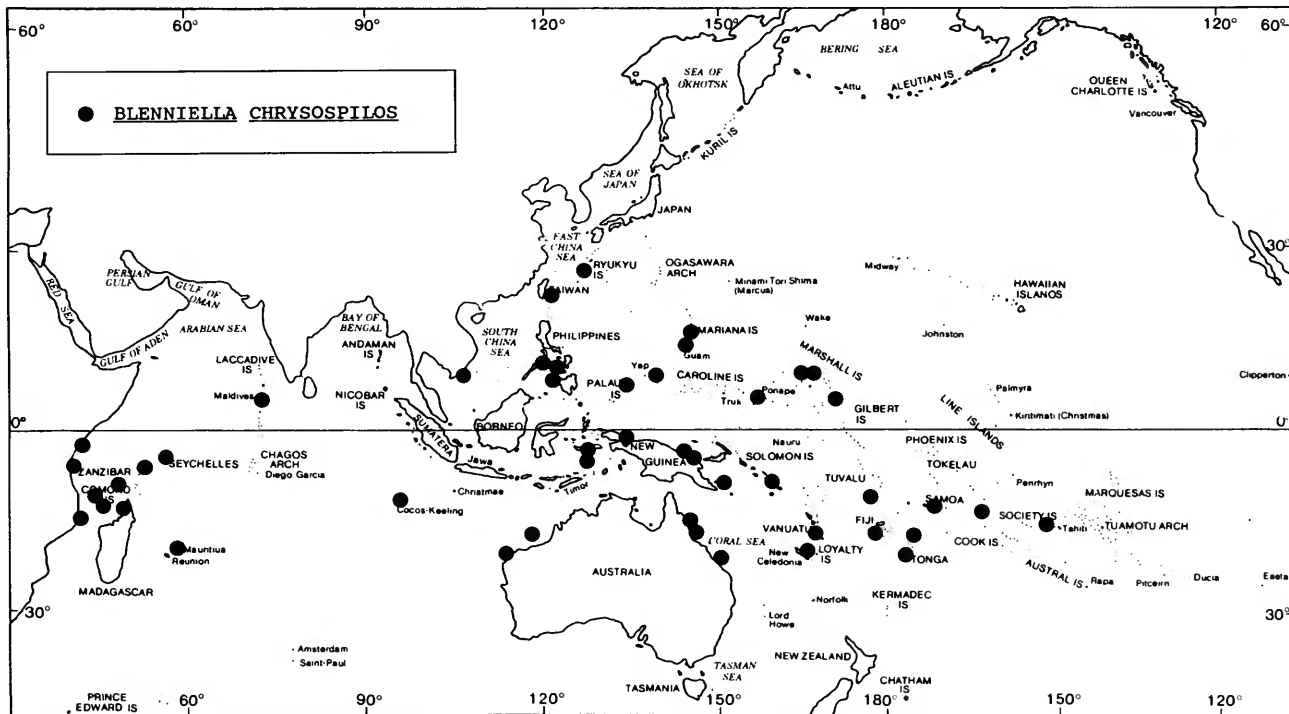 60° 90° 120° 150° 180° 120° 60°
60°
BERING SEA
SEA OF
OKHOTSK
Attu
ALEUTIAN IS
QUEEN
CHARLOTTE IS
Vancouver
● BLENNIELLA CHRYSOSPILOS
KURIL IS
SEA OF
JAPAN
JAPAN
EAST
CHINA
SEA
30°
30°
PERSIAN
GULF
GULF OF
OMAN
RED SEA
GULF OF ADEN
ARABIAN SEA
BAY OF
BENGAL
RYUKYU
IS
OGASAWARA
ARCH
Minami Tori Shima
(Marcus)
Midway
HAWAIIAN
ISLANDS
TAIWAN
LACCADIVE
IS
ANDAMAN
IS
SOUTH
CHINA
SEA
PHILIPPINES
MARIANA IS
Guam
Wake
Johnston
MARSHALL IS
Maldives
NICOBAR
IS
Yap
PALAU
IS
CAROLINE IS
Truk
Ponape
Palmyra
Clipperton
GILBERT
IS
LINE ISLANDS
Kiritimati (Christmas)
0°
0°
SUMATERA
BORNEO
NEW
GUINEA
Nauru
SOLOMON IS
PHOENIX IS
TOKELAU
ZANZIBAR
SEYCHELLES
CHAGOS
ARCH
Diego Garcia
Jawa
Christmas
Timor
TUVALU
Penrhyn
MARQUESAS IS
COMORO
IS
Cocos-Keeling
SAMOA
SOCIETY IS
Tahiti
TUAMOTU ARCH
CORAL SEA
VANUATU
FIJI
COOK IS
Mauritius
Reunion
New
Caledonia
LOYALTY
IS
TONGA
AUSTRAL IS
Rapa
Pitcairn
Ducie
Easter
MADAGASCAR
AUSTRALIA
KERMADEC
IS
Norfolk
Lord
Howe
30°
30°
Amsterdam
Saint-Paul
NEW ZEALAND
TASMAN
SEA
TASMANIA
CHATHAM
IS
PRINCE
EDWARD IS
60° 90° 120° 150° 180° 150° 120°